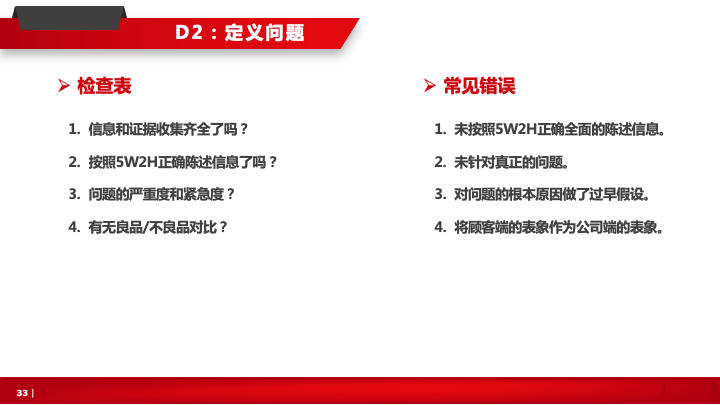 D2：定义问题
➢ 检查表
1. 信息和证据收集齐全了吗？
2. 按照5W2H正确陈述信息了吗？
3. 问题的严重度和紧急度？
4. 有无良品/不良品对比？
➢ 常见错误
1. 未按照5W2H正确全面的陈述信息。
2. 未针对真正的问题。
3. 对问题的根本原因做了过早假设。
4. 将顾客端的表象作为公司端的表象。
33 |